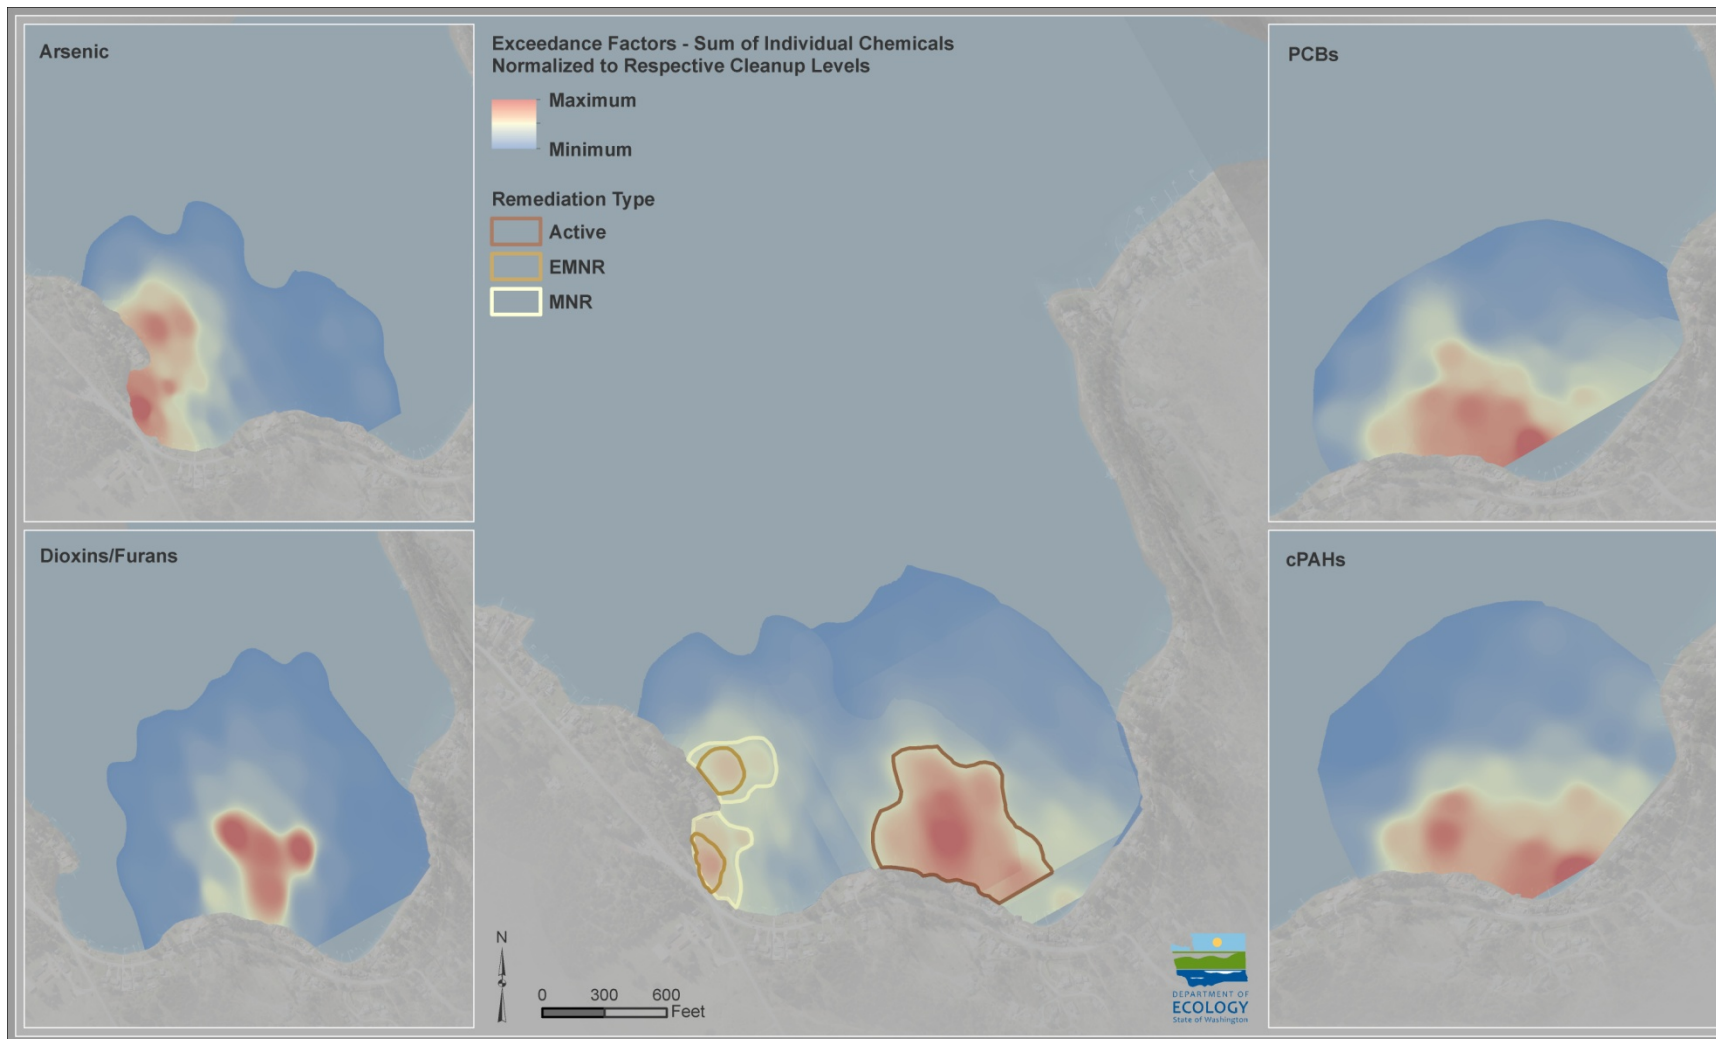 Arsenic
Exceedance Factors - Sum of Individual Chemicals
Normalized to Respective Cleanup Levels
Maximum
Minimum
Remediation Type
Active
EMNR
MNR
PCBs
Dioxins/Furans
cPAHs
N
0 300 600
Feet
DEPARTMENT OF
ECOLOGY
State of Washington